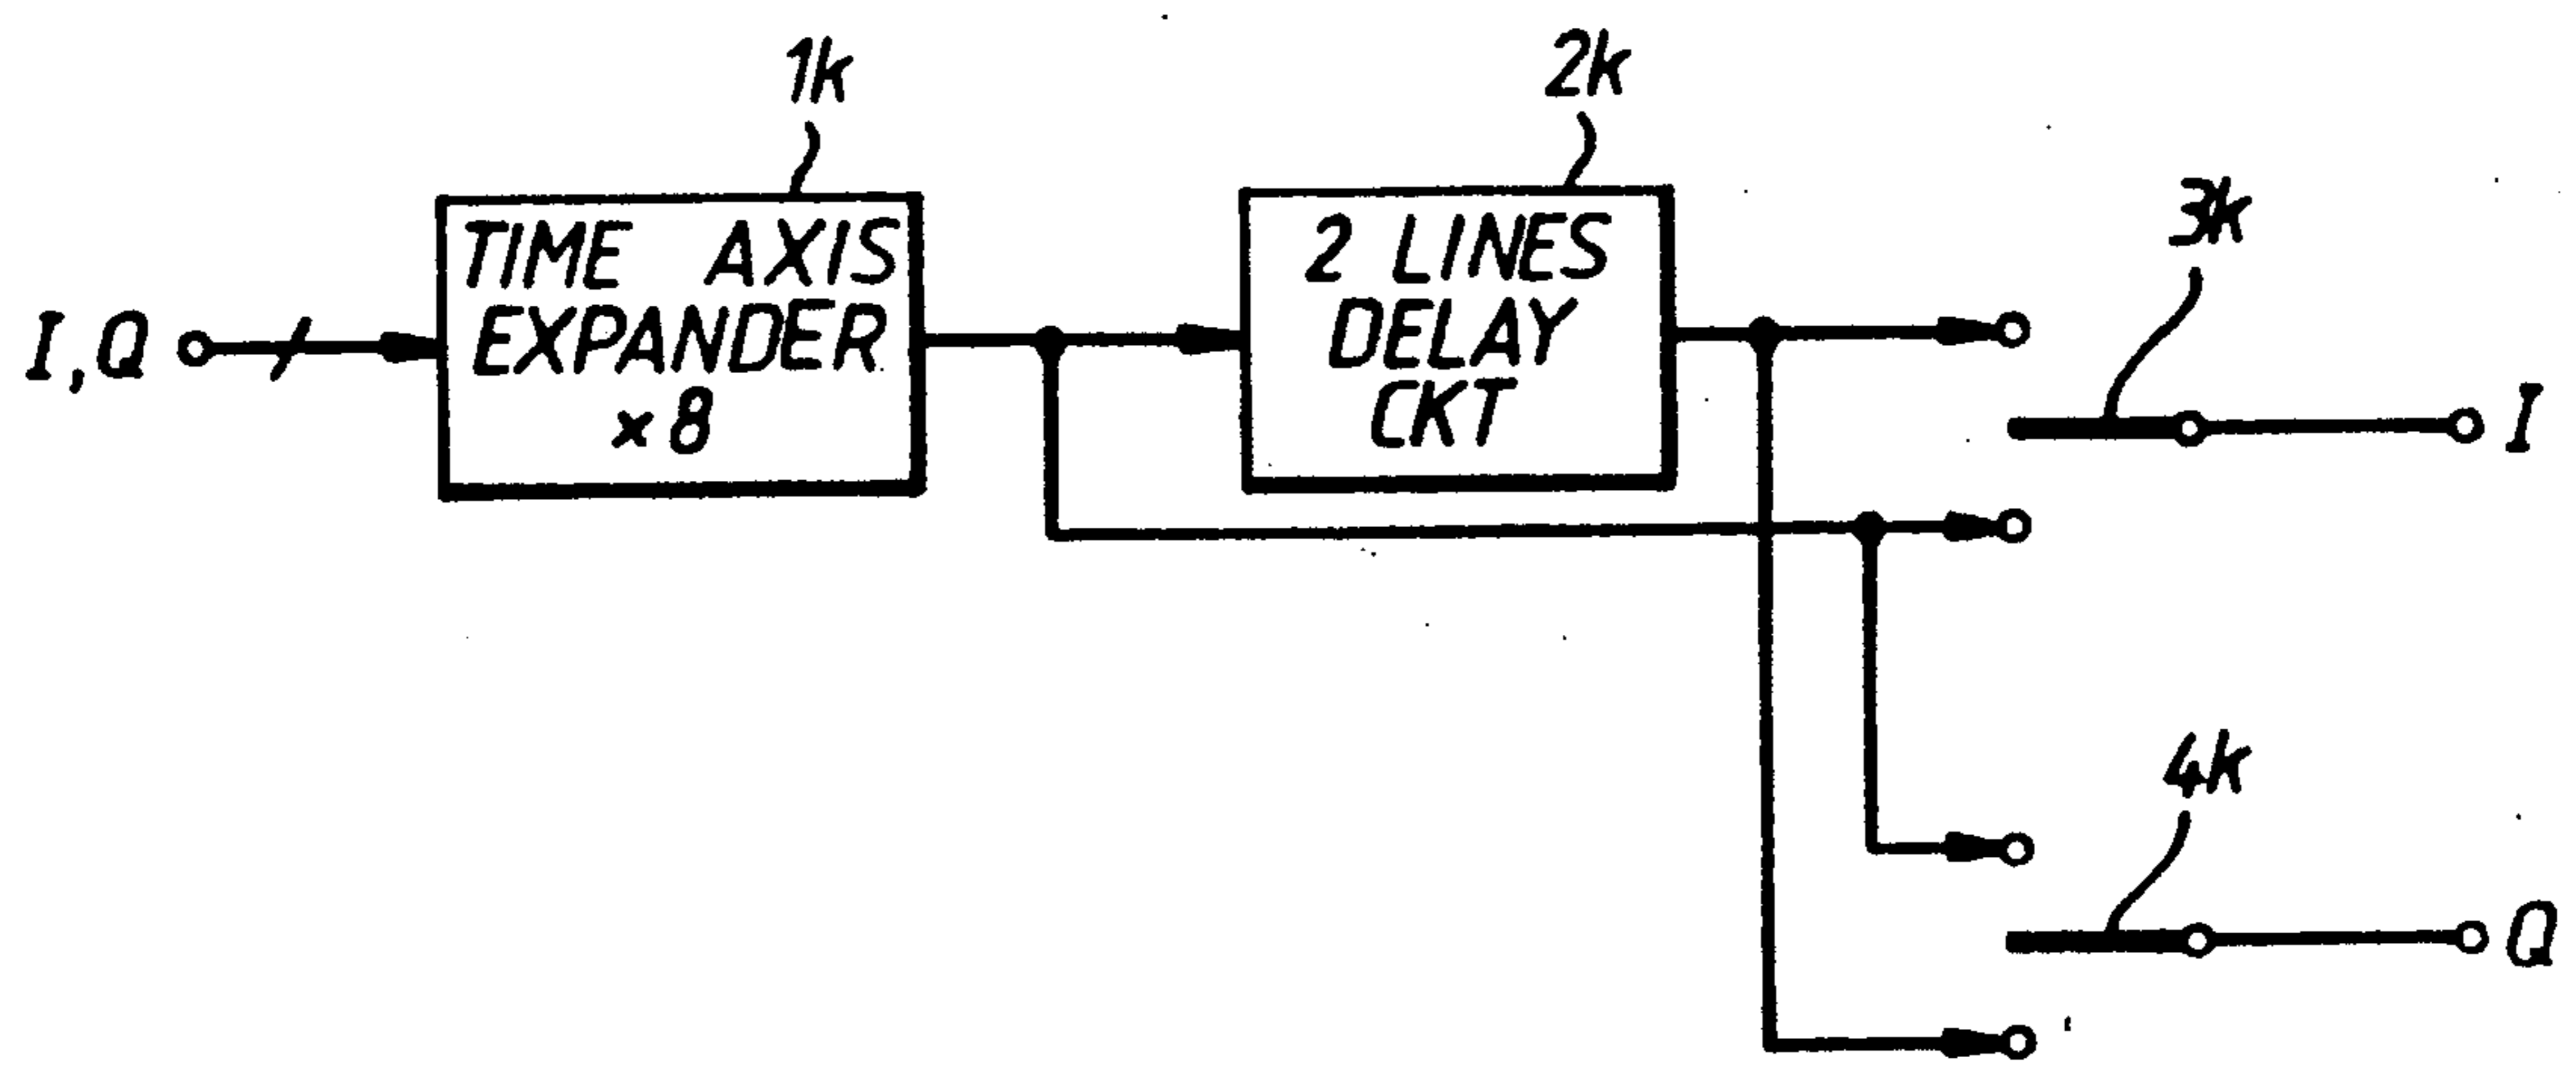 1k
2k
3k
TIME AXIS
EXPANDER
×8
2 LINES
DELAY
CKT
I,Q
I
4k
Q